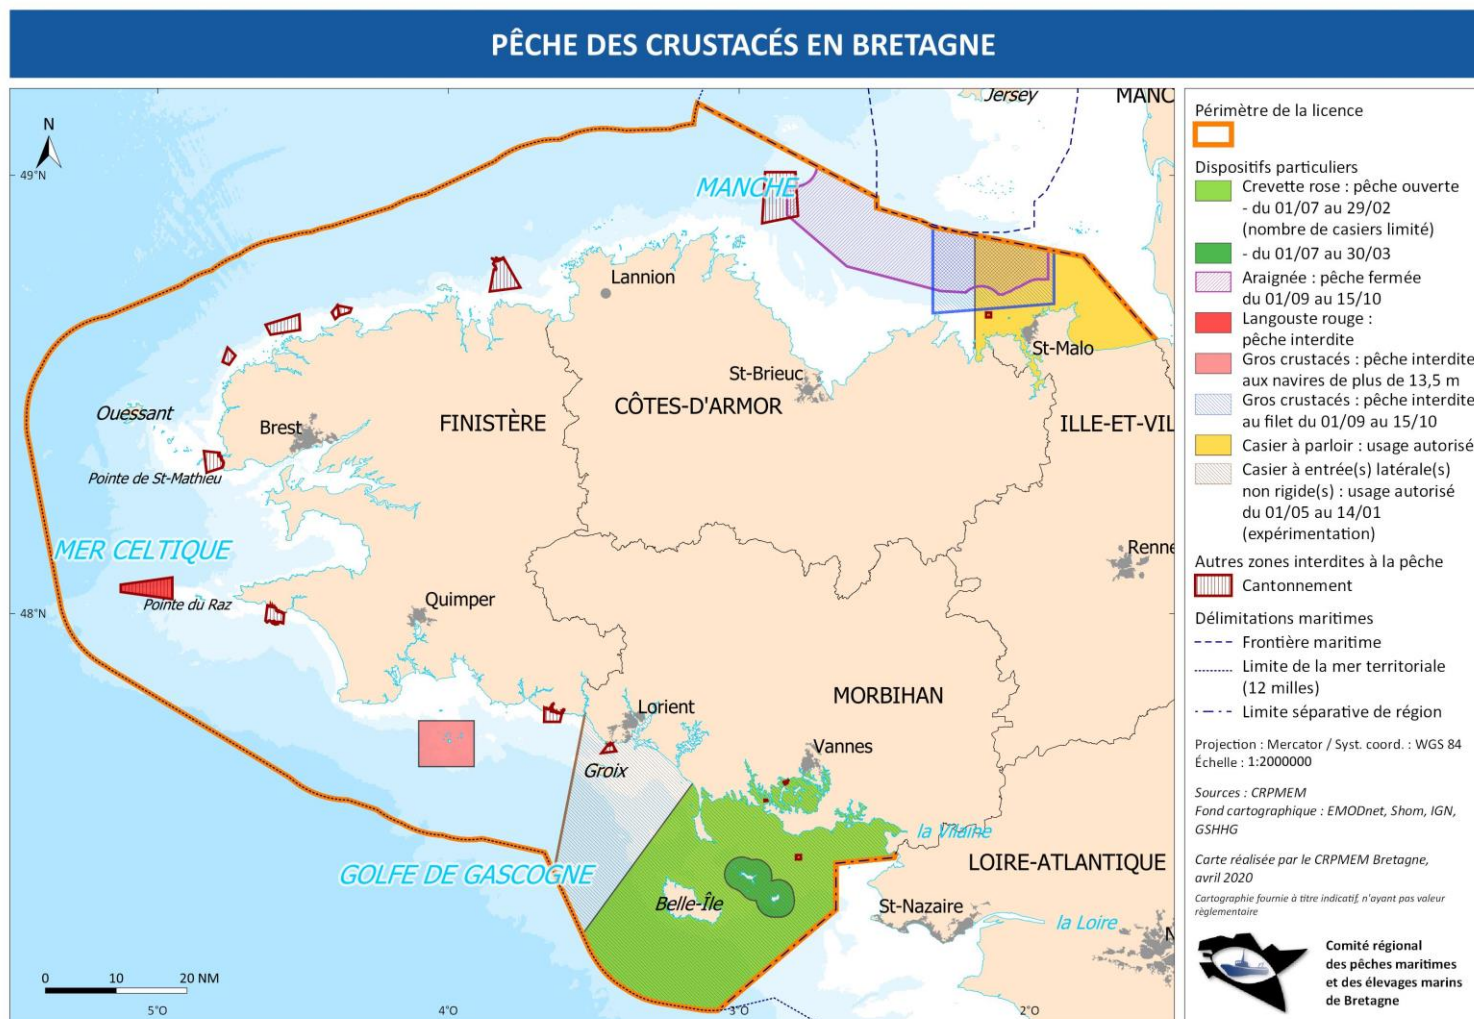 PÊCHE DES CRUSTACÉS EN BRETAGNE
N
49°N
48°N
5°O
4°O
3°O
2°O
Jersey
MANC
MANCHE
Lannion
St-Malo
St-Brieuc
Ouessant
Brest
FINISTÈRE
CÔTES-D'ARMOR
ILLE-ET-VIL
Pointe de St-Mathieu
MER CELTIQUE
Renne
Pointe du Raz
Quimper
MORBIHAN
Lorient
Vannes
Groix
la Vilaine
GOLFE DE GASCOGNE
LOIRE-ATLANTIQUE
Belle-Île
St-Nazaire
la Loire
N
0 10 20 NM
Périmètre de la licence
Dispositifs particuliers
Crevette rose : pêche ouverte
- du 01/07 au 29/02
(nombre de casiers limité)
- du 01/07 au 30/03
Araignée : pêche fermée
du 01/09 au 15/10
Langouste rouge :
pêche interdite
Gros crustacés : pêche interdite
aux navires de plus de 13,5 m
Gros crustacés : pêche interdite
au filet du 01/09 au 15/10
Casier à parloir : usage autorisé
Casier à entrée(s) latérale(s)
non rigide(s) : usage autorisé
du 01/05 au 14/01
(expérimentation)
Autres zones interdites à la pêche
Cantonnement
Délimitations maritimes
Frontière maritime
Limite de la mer territoriale
(12 milles)
Limite séparative de région
Projection : Mercator / Syst. coord. : WGS 84
Échelle : 1:2000000
Sources : CRPMEM
Fond cartographique : EMODnet, Shom, IGN,
GSHHG
Carte réalisée par le CRPMEM Bretagne,
avril 2020
Cartographie fournie à titre indicatif, n'ayant pas valeur
règlementaire
Comité régional
des pêches maritimes
et des élevages marins
de Bretagne